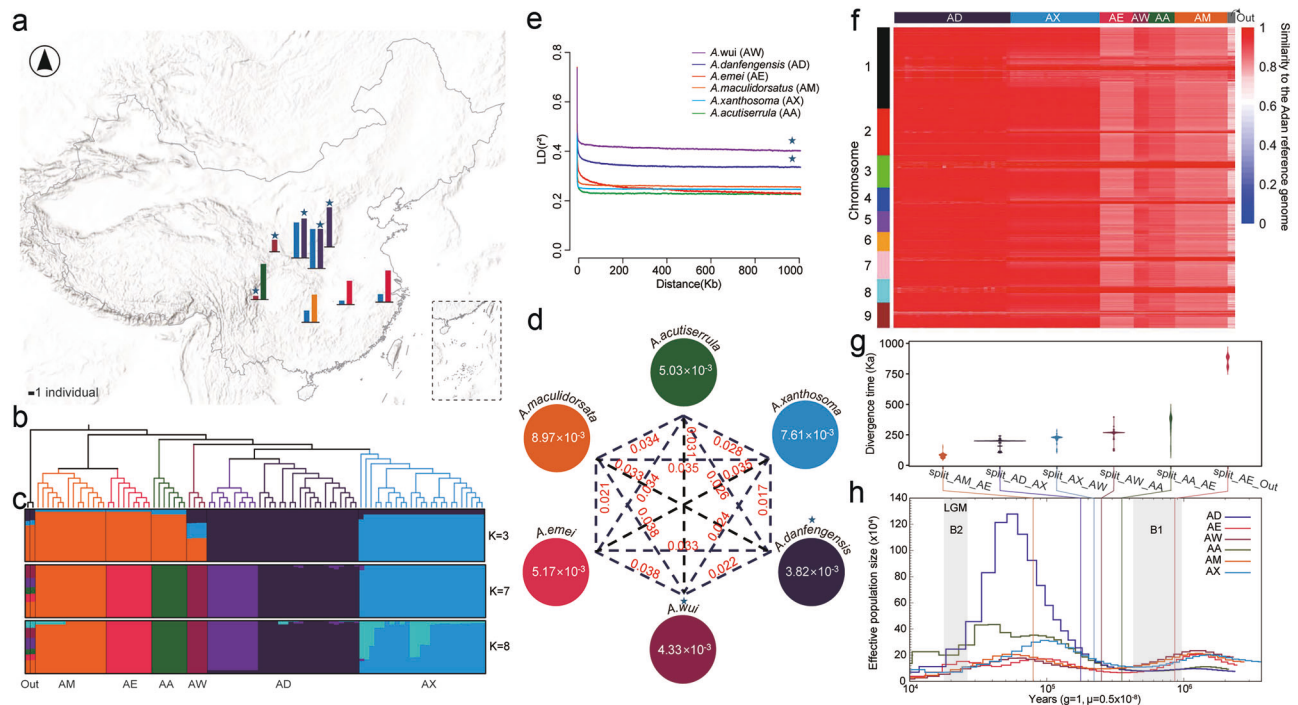 a
1 individual
b
c
K=3
K=7
K=8
Out AM AE AA AW AD AX
d
A.acutiserrula
5.03×10⁻³
A.maculidorsata
8.97×10⁻³
A.xanthosoma
7.61×10⁻³
A.emei
5.17×10⁻³
A.danfengensis
3.82×10⁻³
A.wui
4.33×10⁻³
0.034
0.031
0.028
0.035
0.035
0.021
0.034
0.026
0.017
0.038
0.024
0.033
0.038
0.022
e
A.wui (AW)
A.danfengensis (AD)
A.emei (AE)
A.maculidorsatus (AM)
A.xanthosoma (AX)
A.acutiserrula (AA)
LD(r²)
0.8
0.6
0.4
0.2
0
0 200 400 600 800 1000
Distance(Kb)
f
AD AX AE AW AA AM Out
Chromosome
1
2
3
4
5
6
7
8
9
1
0.8
0.6
0.4
0.2
0
Similarity to the Adan reference genome
g
Divergence time (Ka)
1000
750
500
250
0
split_AM_AE
split_AD_AX
split_AX_AW
split_AW_AA
split_AA_AE
split_AE_Out
h
Effective population size (x10⁴)
140
120
100
80
60
40
20
0
LGM
B2
B1
AD
AE
AW
AA
AM
AX
10⁴ 10⁵ 10⁶
Years (g=1, μ=0.5x10⁻⁸)